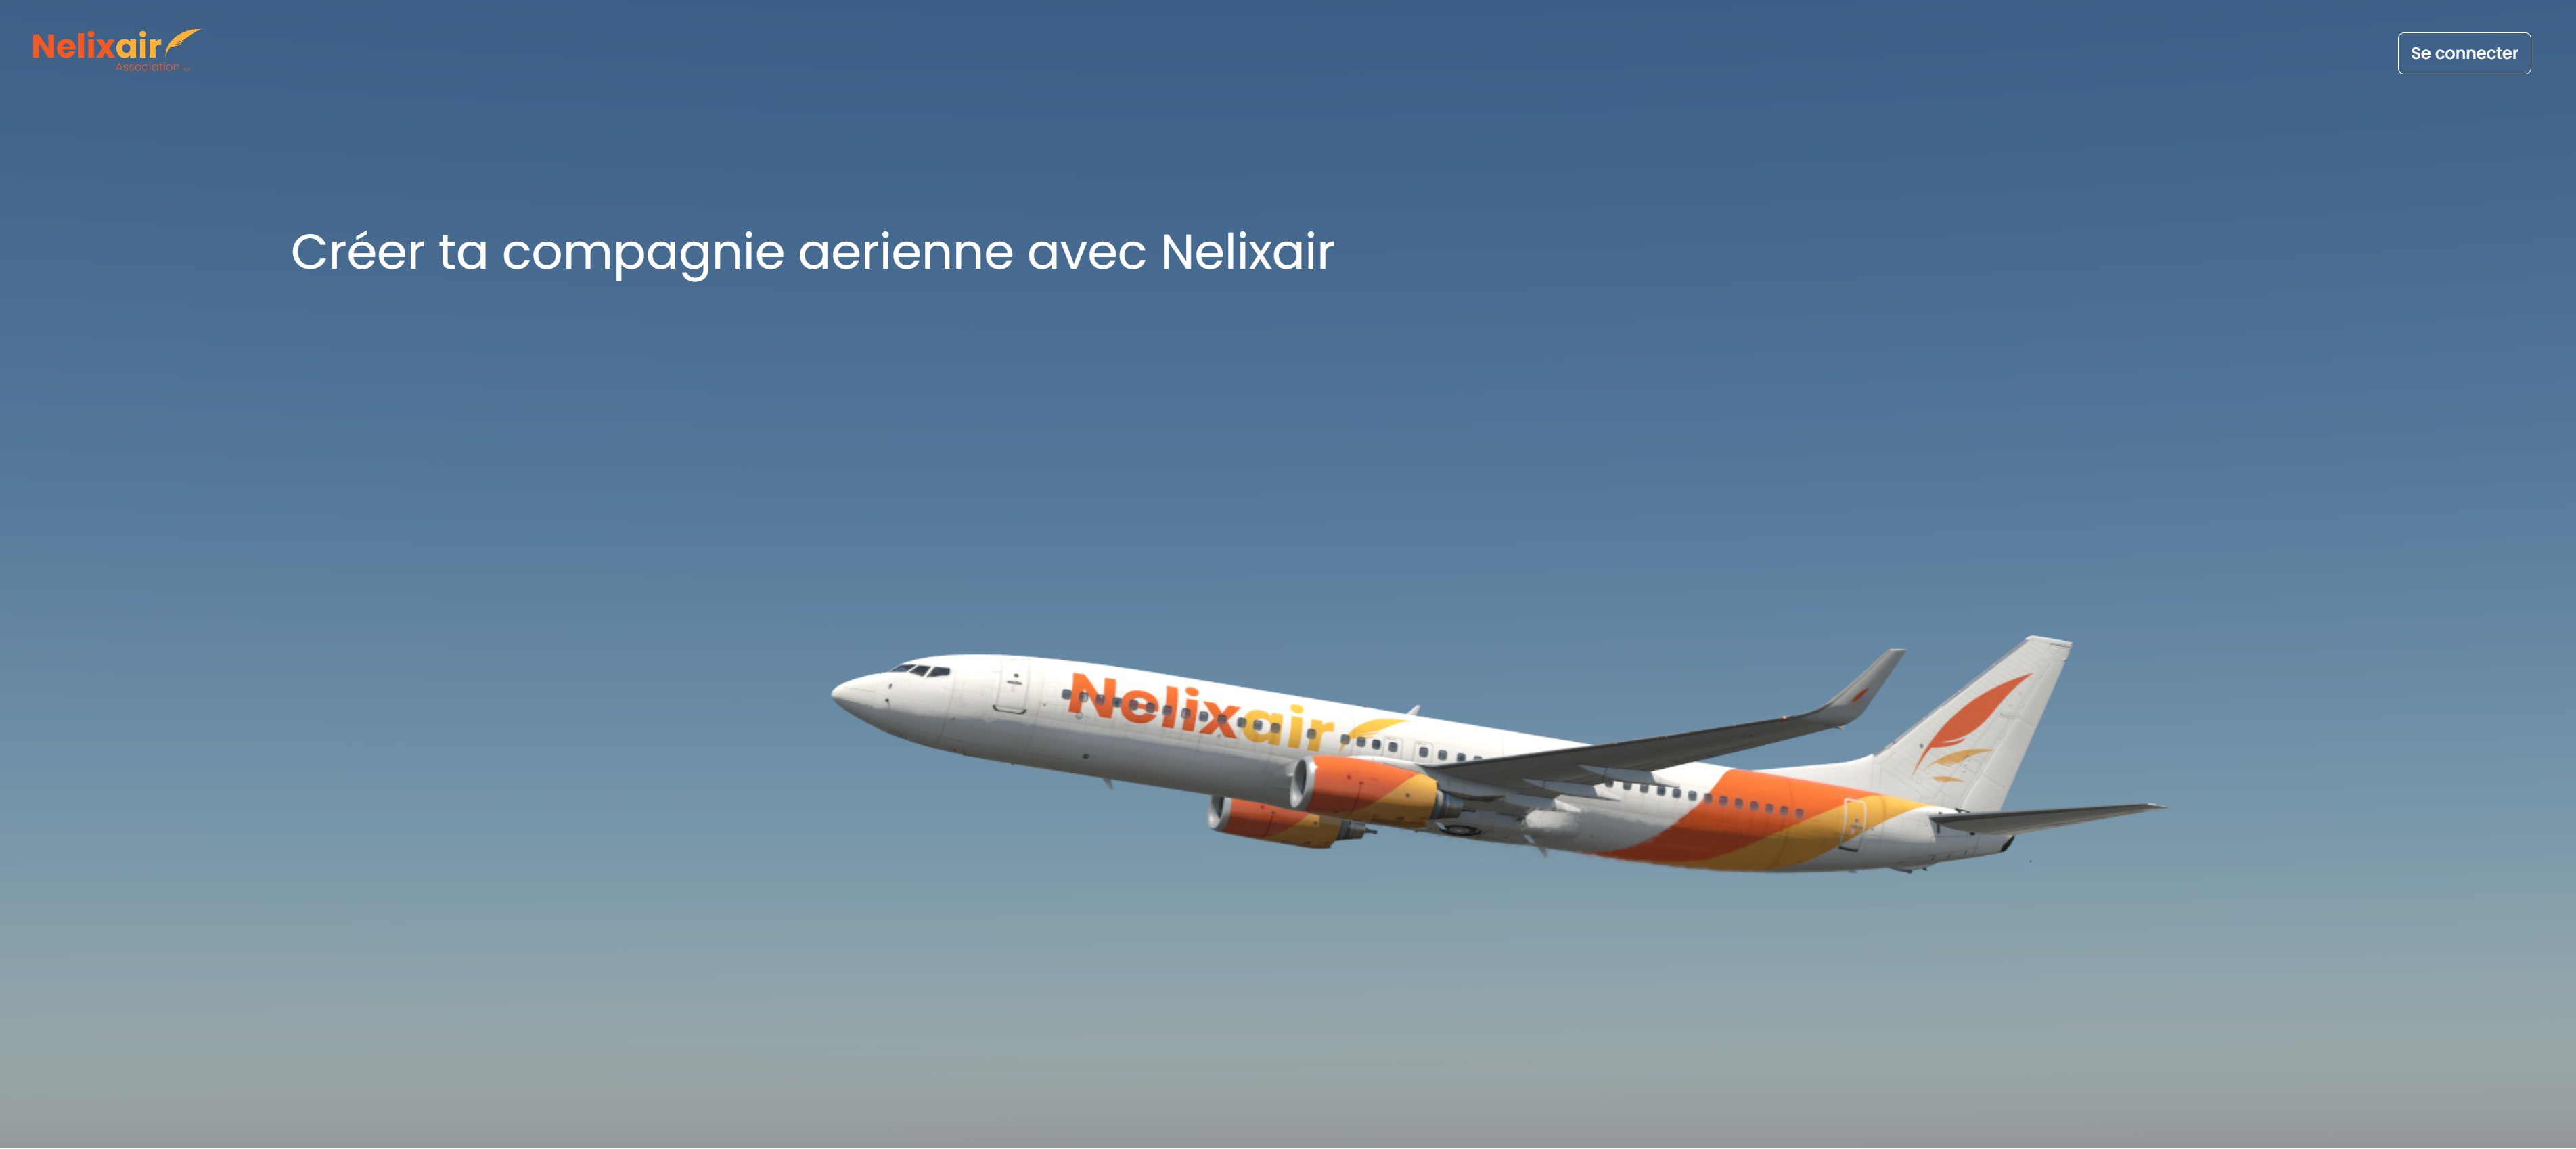 Nelixair
Association
Se connecter
Créer ta compagnie aerienne avec Nelixair
Nelixair